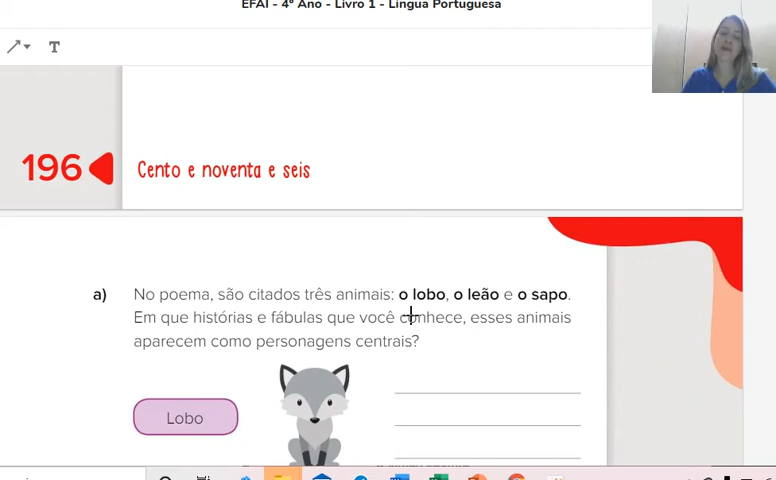 EFAI - 4º Ano - Livro 1 - Língua Portuguesa
T
196
Cento e noventa e seis
a) No poema, são citados três animais: o lobo, o leão e o sapo.
Em que histórias e fábulas que você conhece, esses animais
aparecem como personagens centrais?
Lobo